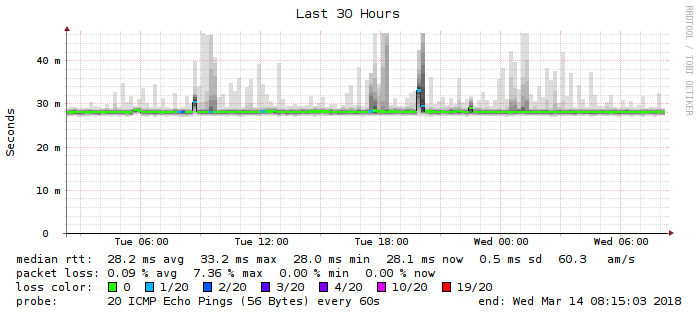 Last 30 Hours
RRDTOOL / TOBI OETIKER
Seconds
40 m
30 m
20 m
10 m
0
Tue 06:00 Tue 12:00 Tue 18:00 Wed 00:00 Wed 06:00
median rtt: 28.2 ms avg 33.2 ms max 28.0 ms min 28.1 ms now 0.5 ms sd 60.3 am/s
packet loss: 0.09 % avg 7.36 % max 0.00 % min 0.00 % now
loss color: 0 1/20 2/20 3/20 4/20 10/20 19/20
probe: 20 ICMP Echo Pings (56 Bytes) every 60s end: Wed Mar 14 08:15:03 2018